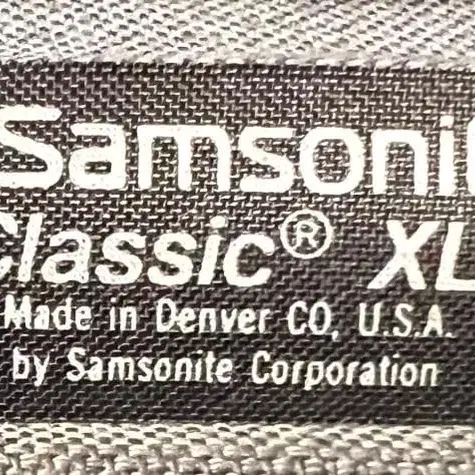 Samsoni
Classic® XL
Made in Denver CO, U.S.A.
by Samsonite Corporation